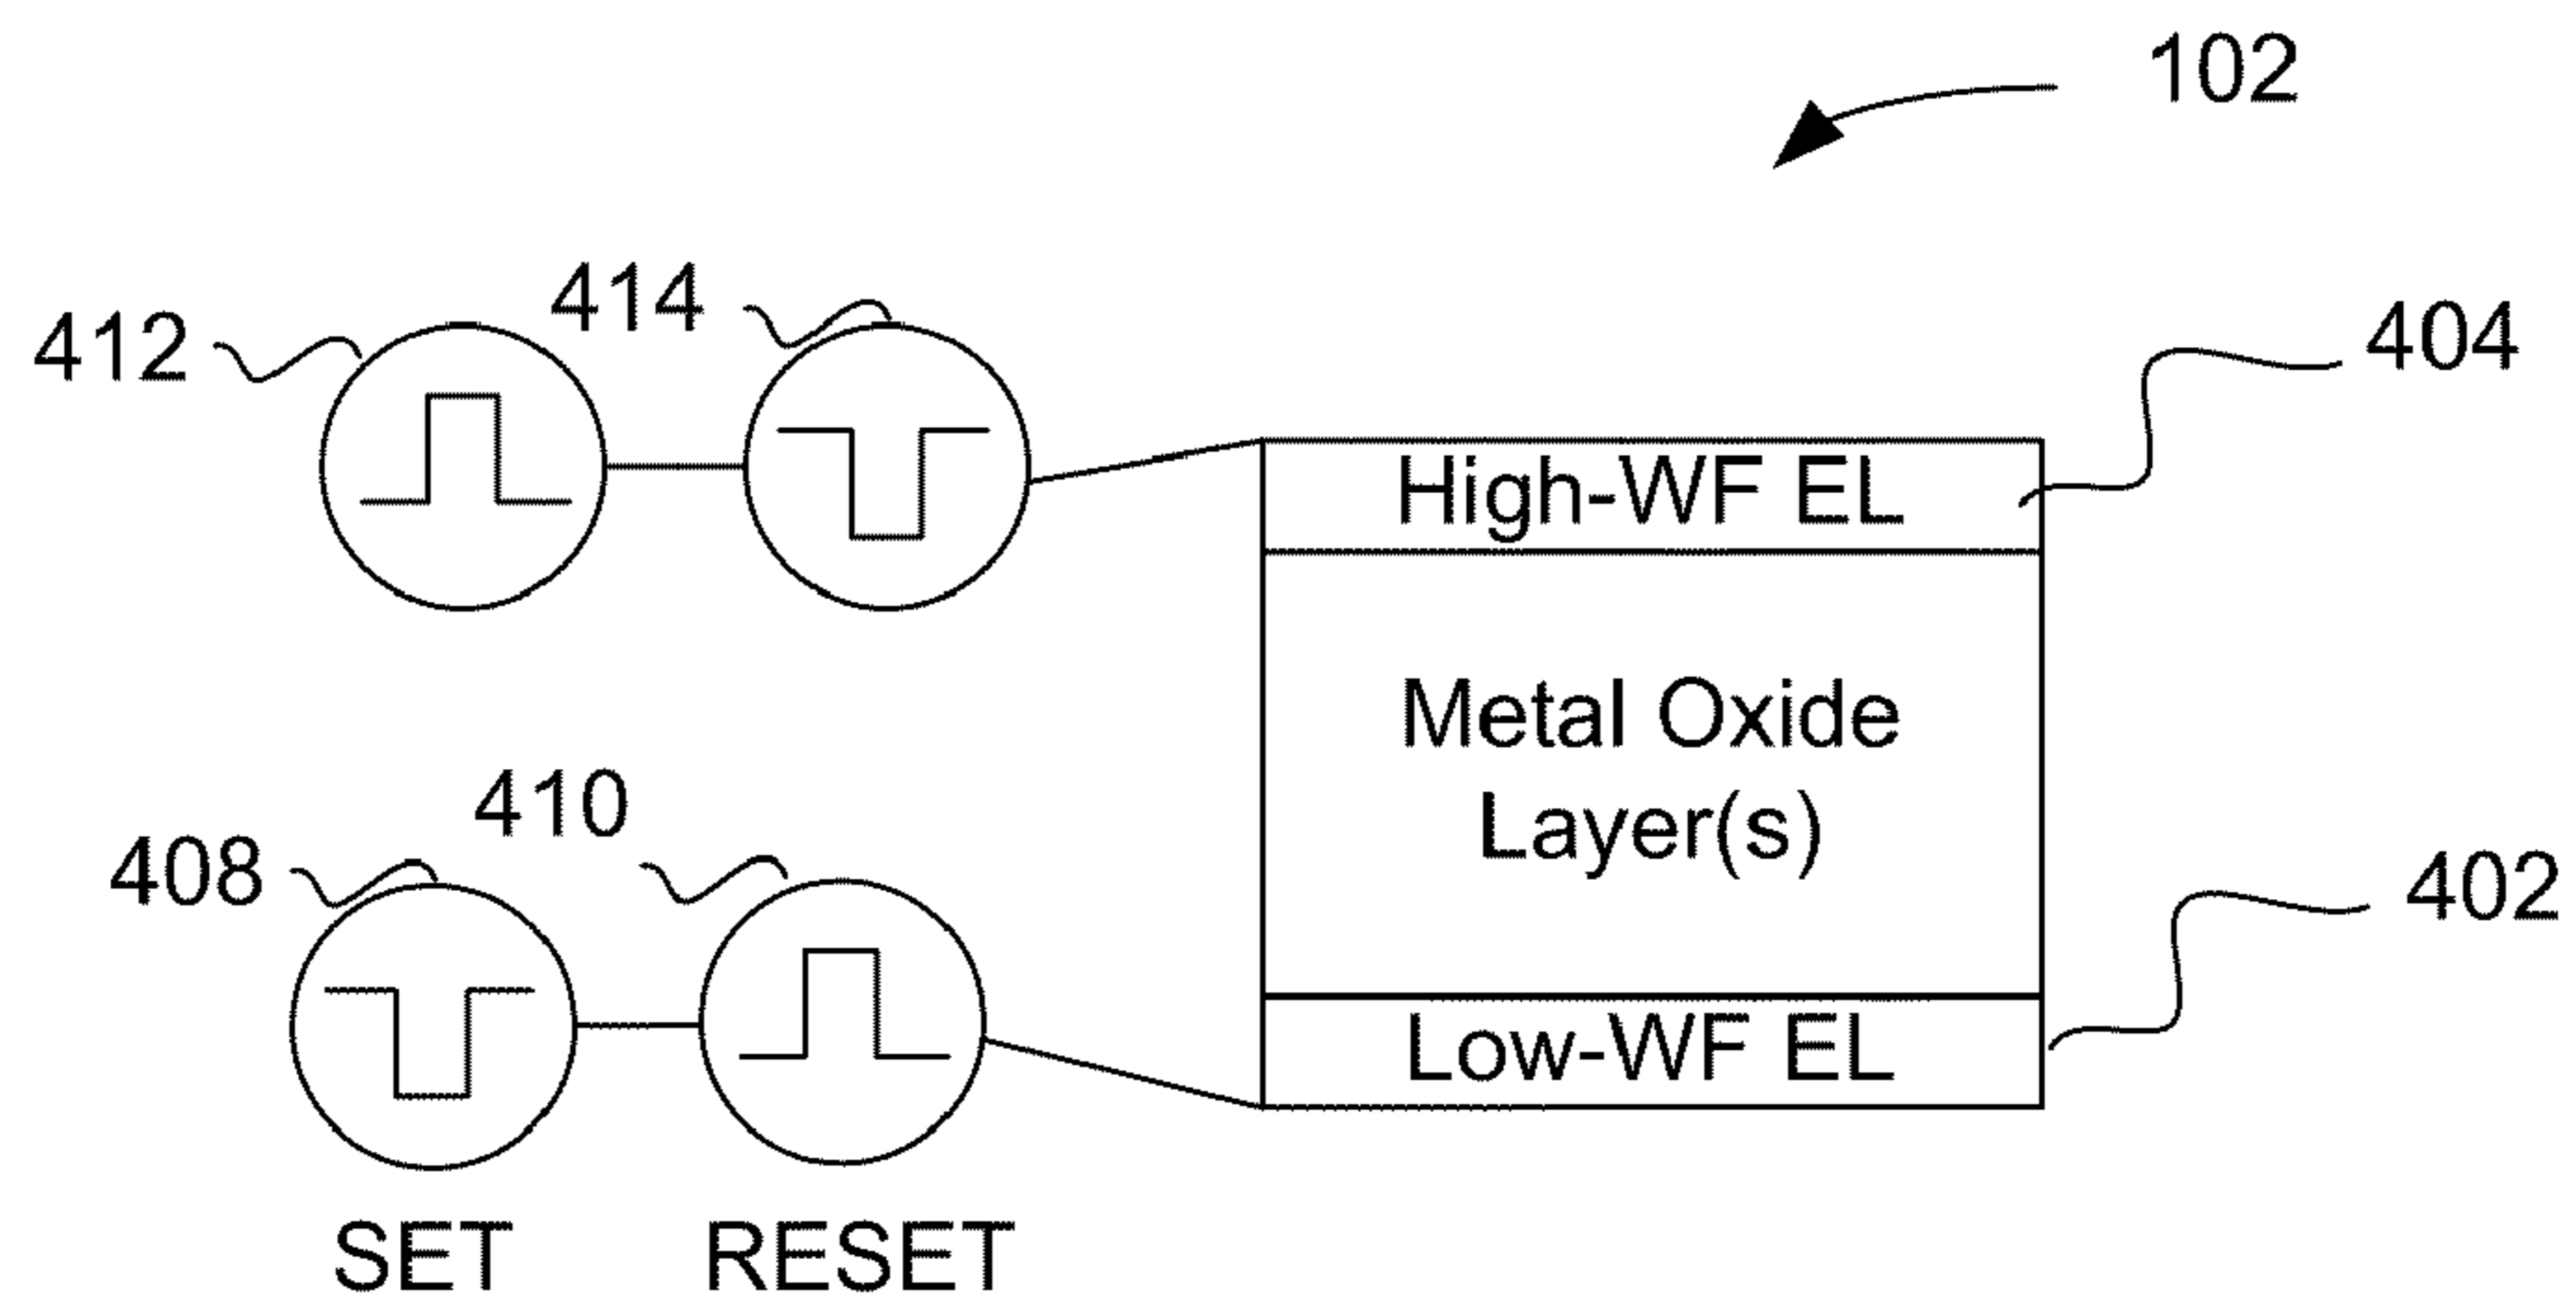 102
414
412
404
High-WF EL
Metal Oxide
Layer(s)
410
408
402
Low-WF EL
SET
RESET